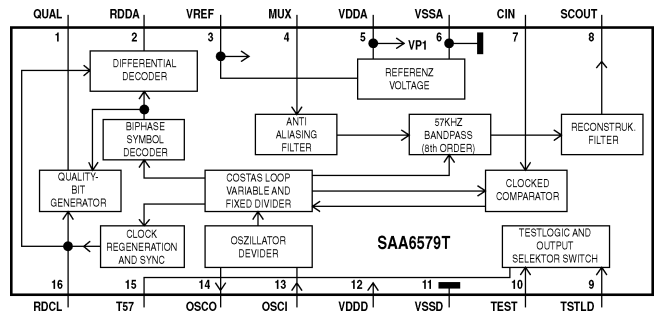 QUAL RDDA VREF MUX VDDA VSSA CIN SCOUT
1 2 3 4 5 6 7 8
VP1
DIFFERENTIAL
DECODER
REFERENZ
VOLTAGE
BIPHASE
SYMBOL
DECODER
ANTI
ALIASING
FILTER
57KHZ
BANDPASS
(8th ORDER)
RECONSTRUK.
FILTER
QUALITY-
BIT
GENERATOR
COSTAS LOOP
VARIABLE AND
FIXED DIVIDER
CLOCKED
COMPARATOR
CLOCK
REGENERATION
AND SYNC
OSZILLATOR
DEVIDER
SAA6579T
TESTLOGIC AND
OUTPUT
SELEKTOR SWITCH
16 15 14 13 12 11 10 9
RDCL T57 OSCO OSCI VDDD VSSD TEST TSTLD